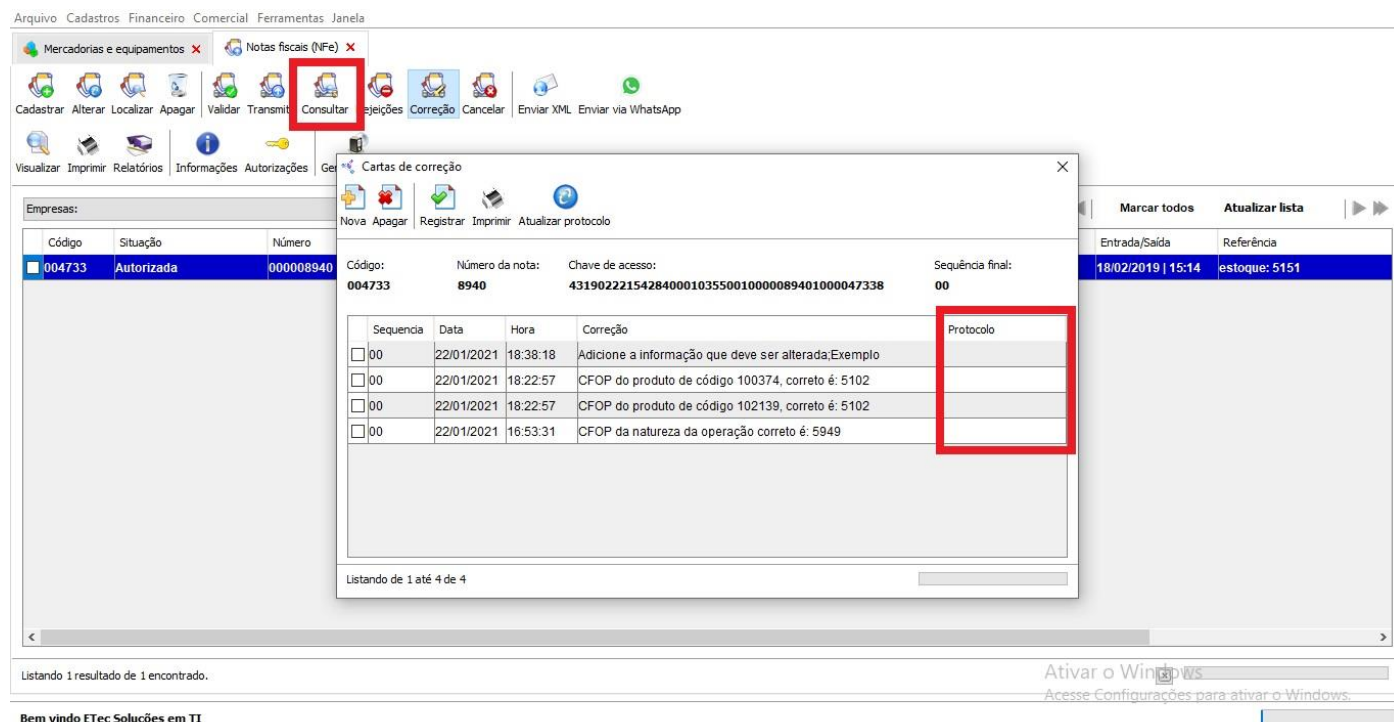 Arquivo Cadastros Financeiro Comercial Ferramentas Janela
Mercadorias e equipamentos Notas fiscais (NFe)
Cadastrar Alterar Localizar Apagar Validar Transmit Consultar ejeições Correção Cancelar Enviar XML Enviar via WhatsApp
Visualizar Imprimir Relatórios Informações Autorizações Ge
Cartas de correção
Nova Apagar Registrar Imprimir Atualizar protocolo
Empresas:
Marcar todos Atualizar lista
Código Situação Número Entrada/Saída Referência
004733 Autorizada 000008940 18/02/2019 | 15:14 estoque: 5151
Código: Número da nota: Chave de acesso: Sequência final:
004733 8940 43190222154284000103550010000089401000047338 00
Sequencia Data Hora Correção Protocolo
00 22/01/2021 18:38:18 Adicione a informação que deve ser alterada;Exemplo
00 22/01/2021 18:22:57 CFOP do produto de código 100374, correto é: 5102
00 22/01/2021 18:22:57 CFOP do produto de código 102139, correto é: 5102
00 22/01/2021 16:53:31 CFOP da natureza da operação correto é: 5949
Listando de 1 até 4 de 4
Listando 1 resultado de 1 encontrado.
Ativar o Windows
Acesse Configurações para ativar o Windows.
Bem vindo ETec Soluções em TI